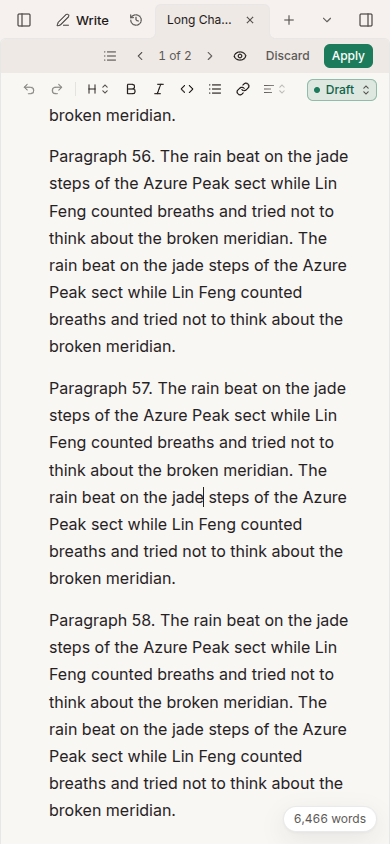 Write
Long Cha...
1 of 2
Discard
Apply
H
B
I
Draft
broken meridian.
Paragraph 56. The rain beat on the jade
steps of the Azure Peak sect while Lin
Feng counted breaths and tried not to
think about the broken meridian. The
rain beat on the jade steps of the Azure
Peak sect while Lin Feng counted
breaths and tried not to think about the
broken meridian.
Paragraph 57. The rain beat on the jade
steps of the Azure Peak sect while Lin
Feng counted breaths and tried not to
think about the broken meridian. The
rain beat on the jade steps of the Azure
Peak sect while Lin Feng counted
breaths and tried not to think about the
broken meridian.
Paragraph 58. The rain beat on the jade
steps of the Azure Peak sect while Lin
Feng counted breaths and tried not to
think about the broken meridian. The
rain beat on the jade steps of the Azure
Peak sect while Lin Feng counted
breaths and tried not to think about the
broken meridian.
6,466 words